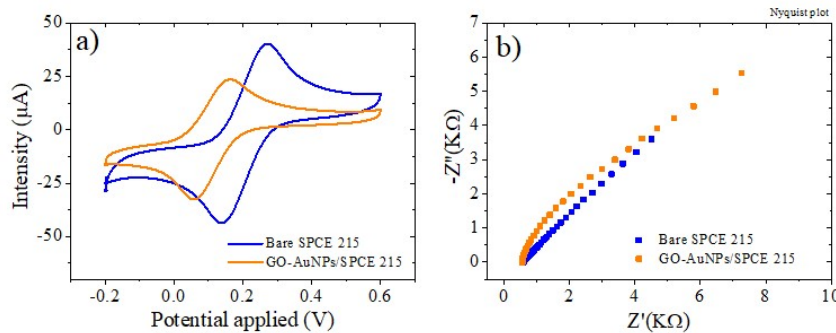 a)
Intensity (µA)
50
25
0
-25
-50
Bare SPCE 215
GO-AuNPs/SPCE 215
-0.2 0.0 0.2 0.4 0.6
Potential applied (V)
Nyquist plot
b)
-Z"(KΩ)
-7
6
5
4
3
2
1
0
Bare SPCE 215
GO-AuNPs/SPCE 215
0 2 4 6 8 10
Z'(KΩ)